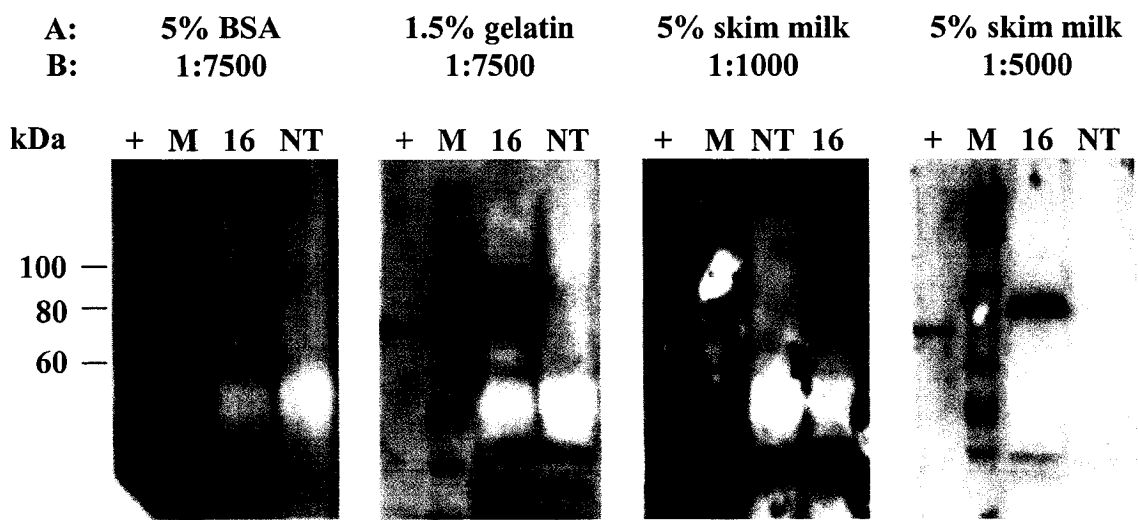 A: 5% BSA 1.5% gelatin 5% skim milk 5% skim milk
B: 1:7500 1:7500 1:1000 1:5000
kDa + M 16 NT + M 16 NT + M NT 16 + M 16 NT
100
80
60